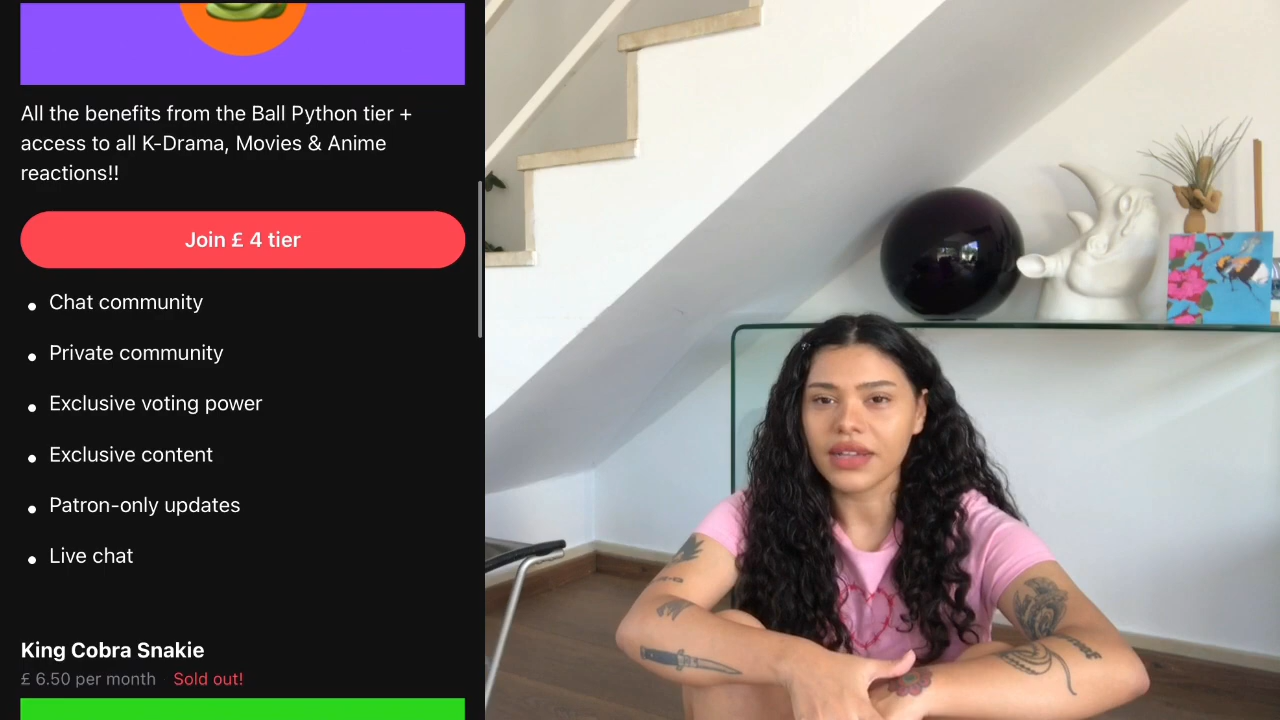 All the benefits from the Ball Python tier +
access to all K-Drama, Movies & Anime
reactions!!
Join £ 4 tier
Chat community
Private community
Exclusive voting power
Exclusive content
Patron-only updates
Live chat
King Cobra Snakie
£ 6.50 per month · Sold out!